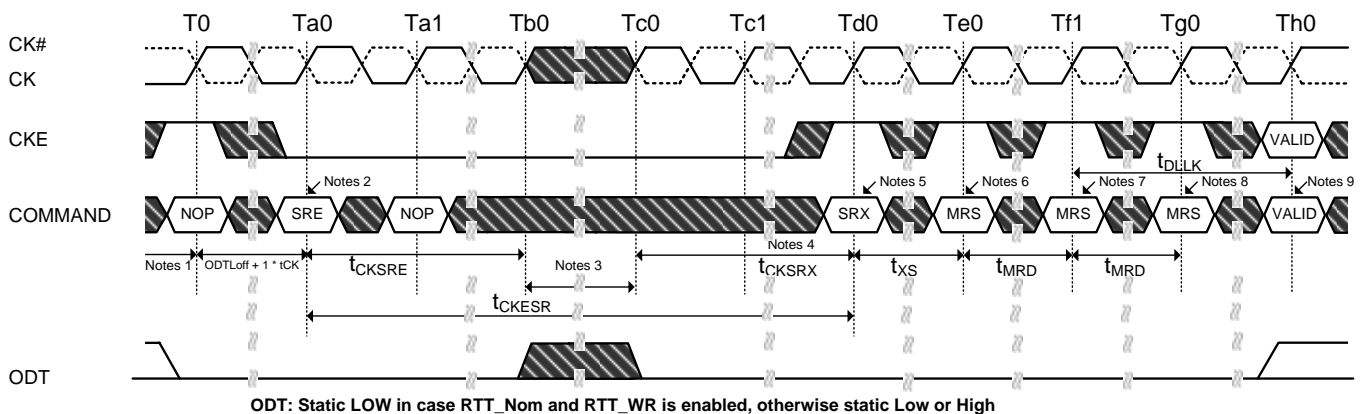 T0 Ta0 Ta1 Tb0 Tc0 Tc1 Td0 Te0 Tf1 Tg0 Th0
CK#
CK
CKE
VALID
tDLLK
Notes 2 Notes 5 Notes 6 Notes 7 Notes 8 Notes 9
COMMAND
NOP SRE NOP SRX MRS MRS MRS VALID
Notes 1 ODTLoff + 1 * tCK tCKSRE Notes 3 Notes 4 tCKSRX tXS tMRD tMRD
tCKESR
ODT
ODT: Static LOW in case RTT_Nom and RTT_WR is enabled, otherwise static Low or High